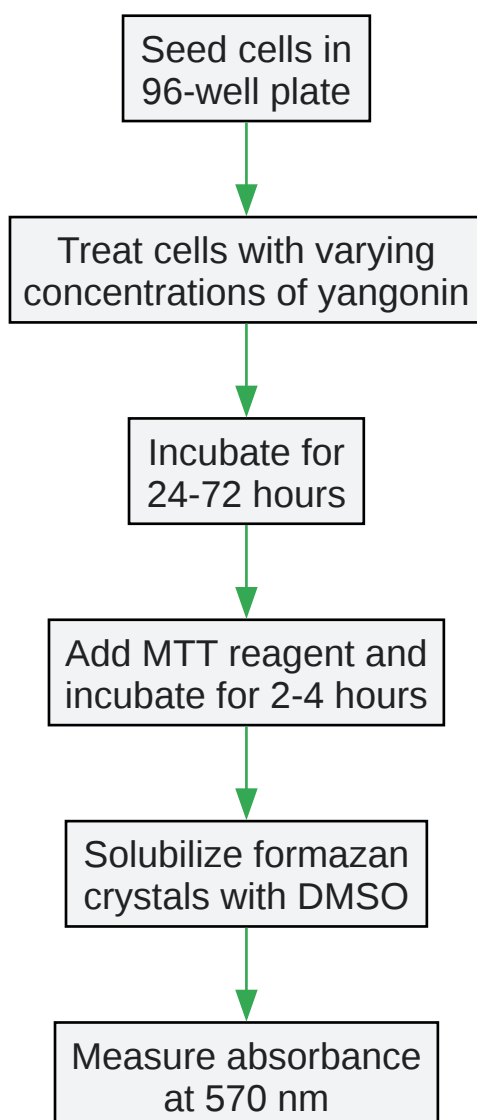 Seed cells in
96-well plate
Treat cells with varying
concentrations of yangonin
Incubate for
24-72 hours
Add MTT reagent and
incubate for 2-4 hours
Solubilize formazan
crystals with DMSO
Measure absorbance
at 570 nm